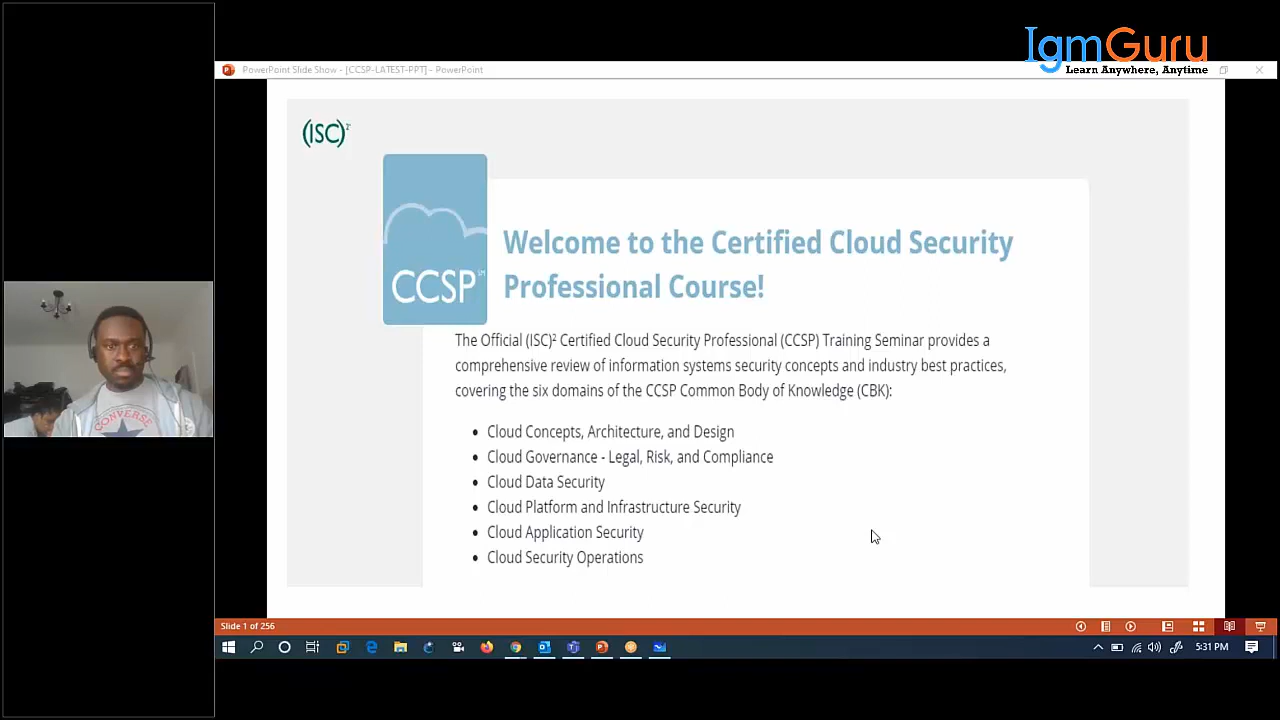 IgmGuru
Learn Anywhere, Anytime
PowerPoint Slide Show - [CCSP-LATEST-PPT] - PowerPoint
(ISC)²
CCSP℠
Welcome to the Certified Cloud Security
Professional Course!
The Official (ISC)² Certified Cloud Security Professional (CCSP) Training Seminar provides a
comprehensive review of information systems security concepts and industry best practices,
covering the six domains of the CCSP Common Body of Knowledge (CBK):
• Cloud Concepts, Architecture, and Design
• Cloud Governance - Legal, Risk, and Compliance
• Cloud Data Security
• Cloud Platform and Infrastructure Security
• Cloud Application Security
• Cloud Security Operations
CONVERSE
Slide 1 of 256
5:31 PM